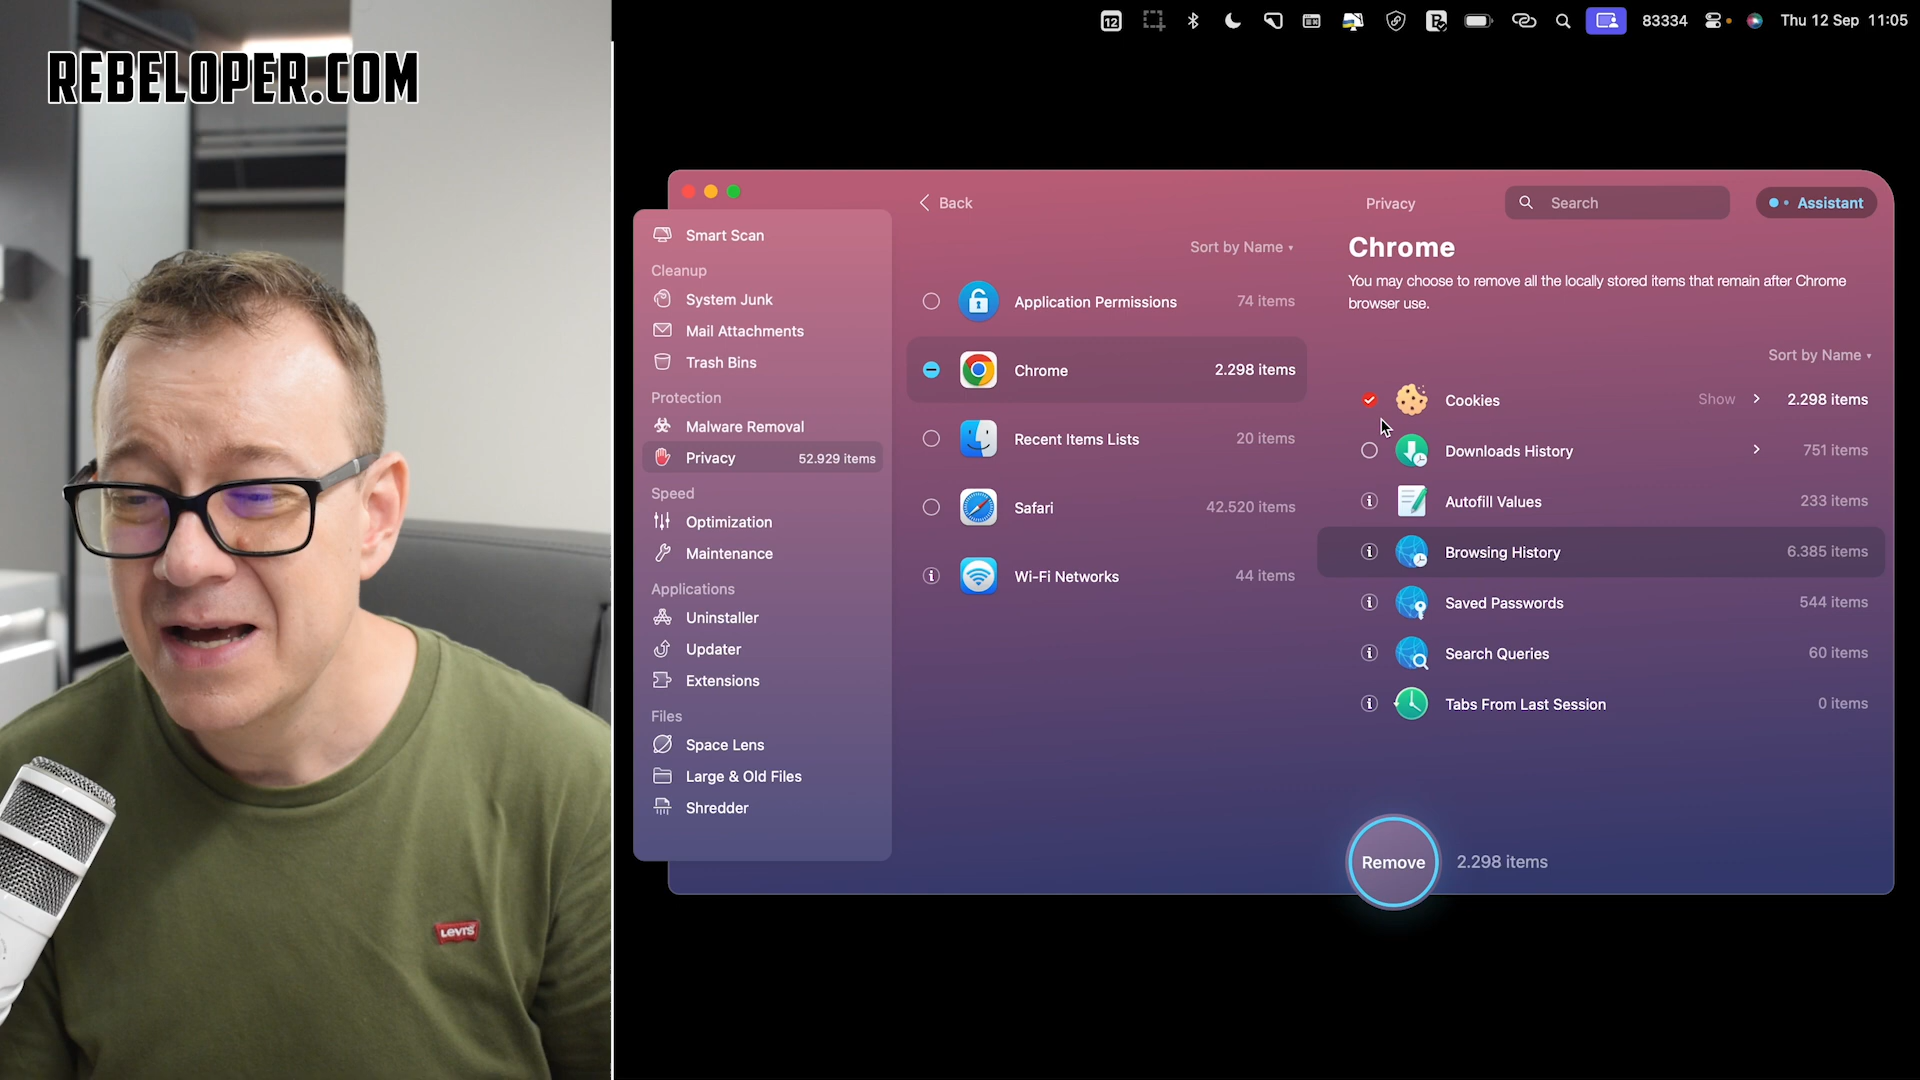 REBELOPER.COM
12
83334
Thu 12 Sep 11:05
Back
Privacy
Search
Assistant
Smart Scan
Cleanup
System Junk
Mail Attachments
Trash Bins
Protection
Malware Removal
Privacy 52.929 items
Speed
Optimization
Maintenance
Applications
Uninstaller
Updater
Extensions
Files
Space Lens
Large & Old Files
Shredder
Sort by Name
Application Permissions 74 items
Chrome 2.298 items
Recent Items Lists 20 items
Safari 42.520 items
Wi-Fi Networks 44 items
Chrome
You may choose to remove all the locally stored items that remain after Chrome
browser use.
Sort by Name
Cookies Show 2.298 items
Downloads History 751 items
Autofill Values 233 items
Browsing History 6.385 items
Saved Passwords 544 items
Search Queries 60 items
Tabs From Last Session 0 items
Remove 2.298 items
LEVI'S